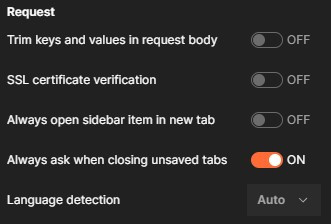 Request
Trim keys and values in request body OFF
SSL certificate verification OFF
Always open sidebar item in new tab OFF
Always ask when closing unsaved tabs ON
Language detection Auto